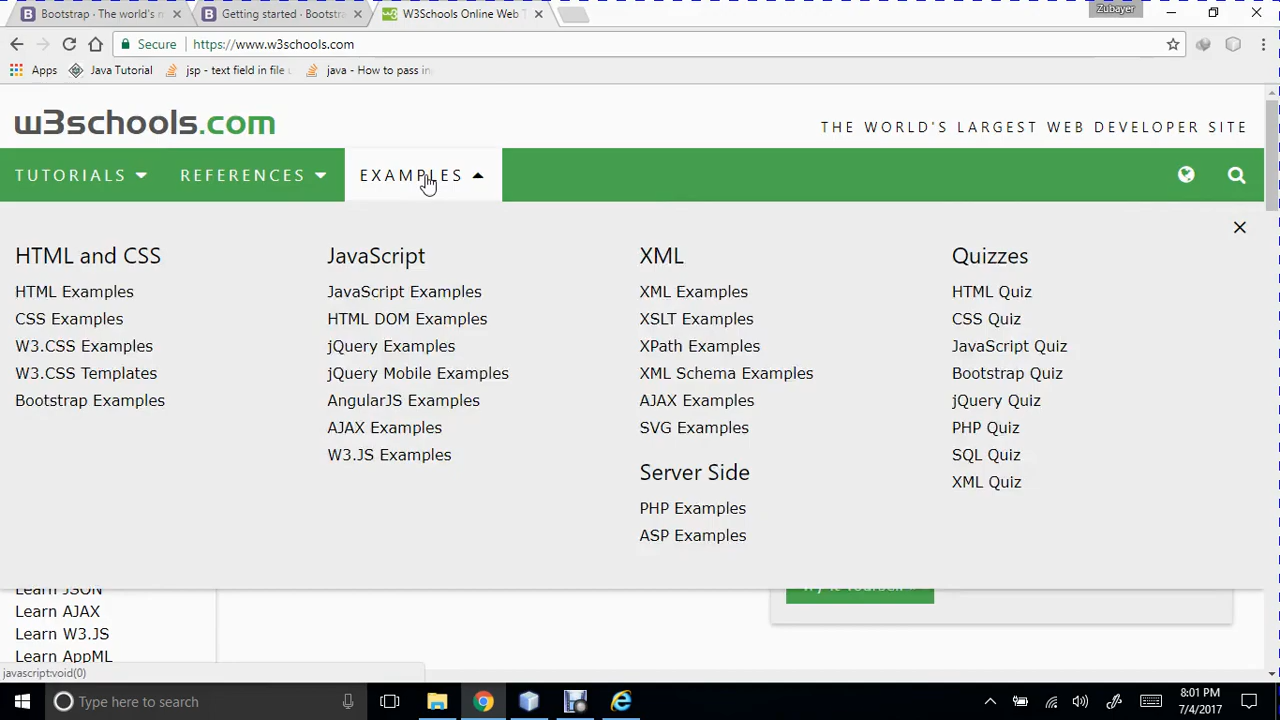 Bootstrap - The world's m
Getting started · Bootstra
W3Schools Online Web T
Zubayer
Secure
https://www.w3schools.com
Apps
Java Tutorial
jsp - text field in file u
java - How to pass in
w3schools.com
THE WORLD'S LARGEST WEB DEVELOPER SITE
TUTORIALS
REFERENCES
EXAMPLES
HTML and CSS
HTML Examples
CSS Examples
W3.CSS Examples
W3.CSS Templates
Bootstrap Examples
JavaScript
JavaScript Examples
HTML DOM Examples
jQuery Examples
jQuery Mobile Examples
AngularJS Examples
AJAX Examples
W3.JS Examples
XML
XML Examples
XSLT Examples
XPath Examples
XML Schema Examples
AJAX Examples
SVG Examples
Server Side
PHP Examples
ASP Examples
Quizzes
HTML Quiz
CSS Quiz
JavaScript Quiz
Bootstrap Quiz
jQuery Quiz
PHP Quiz
SQL Quiz
XML Quiz
Learn JSON
Learn AJAX
Learn W3.JS
Learn AppML
Try it Yourself »
javascript:void(0)
Type here to search
8:01 PM
7/4/2017